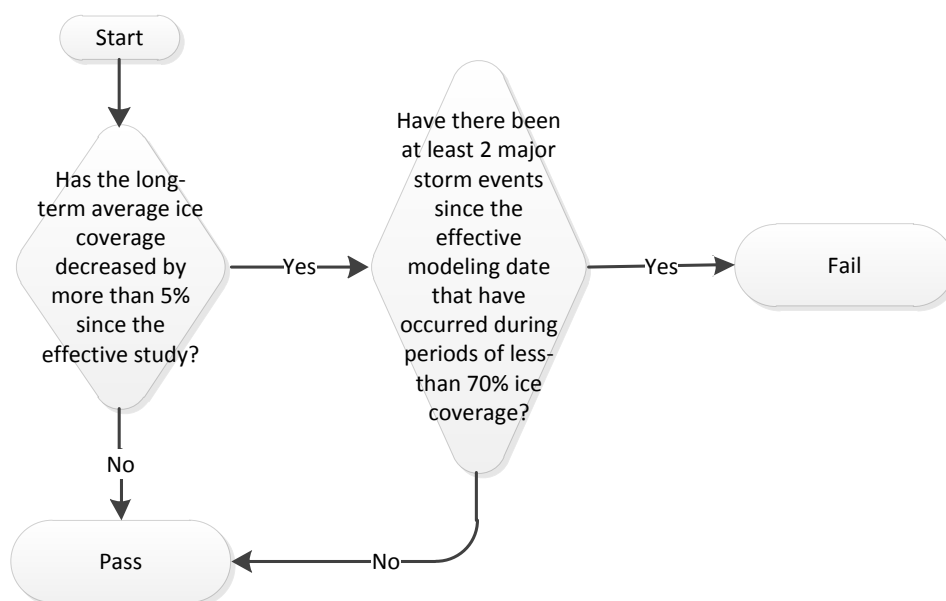 Start
Has the long-
term average ice
coverage
decreased by
more than 5%
since the
effective study?
Yes
Have there been
at least 2 major
storm events
since the
effective
modeling date
that have
occurred during
periods of less-
than 70% ice
coverage?
Yes
Fail
No
Pass
No